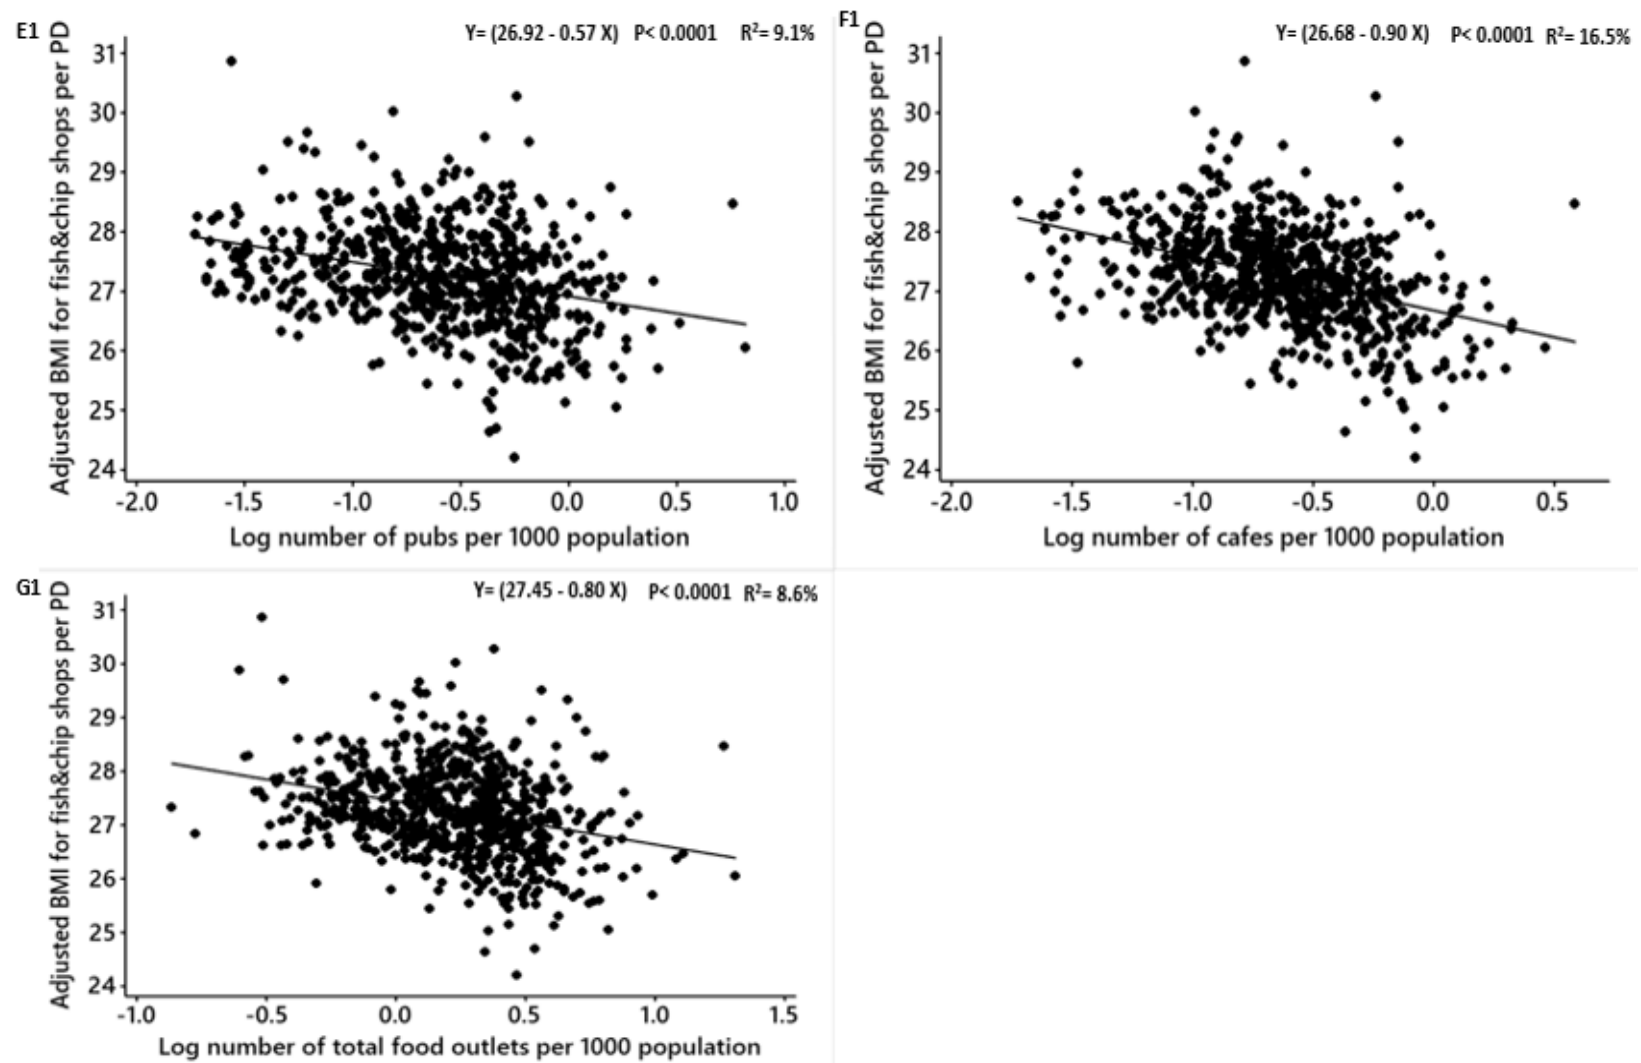 E1
Y= (26.92 - 0.57 X) P< 0.0001 R²= 9.1%
Adjusted BMI for fish&chip shops per PD
31
30
29
28
27
26
25
24
-2.0 -1.5 -1.0 -0.5 0.0 0.5 1.0
Log number of pubs per 1000 population
F1
Y= (26.68 - 0.90 X) P< 0.0001 R²= 16.5%
Adjusted BMI for fish&chip shops per PD
31
30
29
28
27
26
25
24
-2.0 -1.5 -1.0 -0.5 0.0 0.5
Log number of cafes per 1000 population
G1
Y= (27.45 - 0.80 X) P< 0.0001 R²= 8.6%
Adjusted BMI for fish&chip shops per PD
31
30
29
28
27
26
25
24
-1.0 -0.5 0.0 0.5 1.0 1.5
Log number of total food outlets per 1000 population